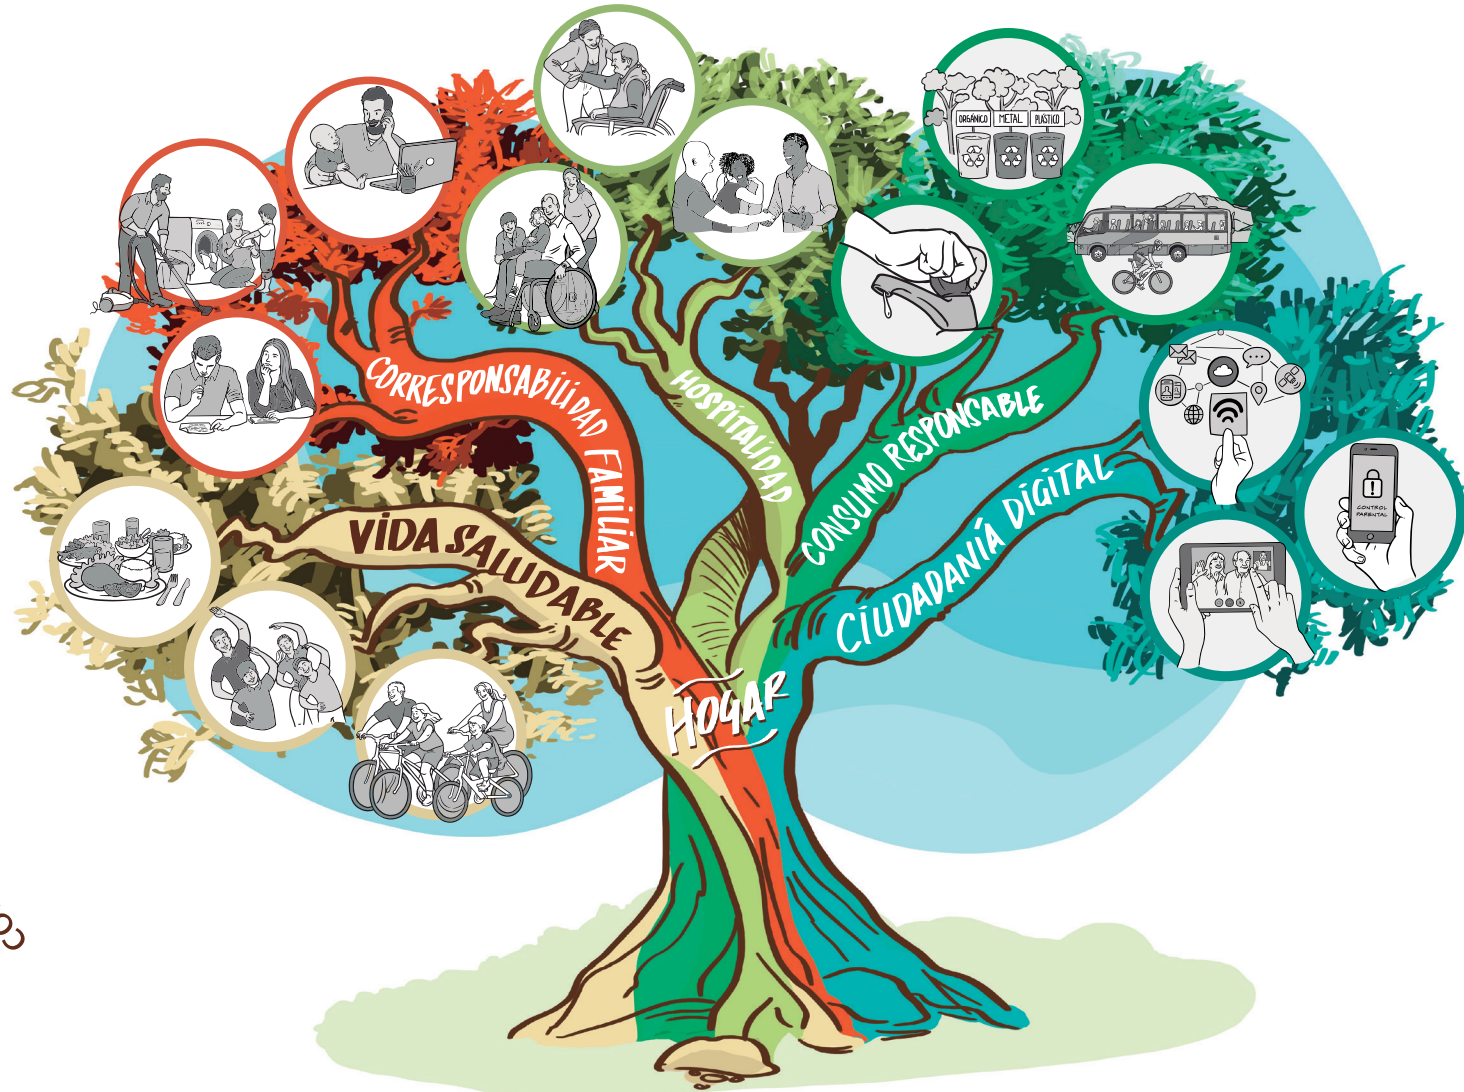 ORGÁNICO
METAL
PLÁSTICO
CORRESPONSABILIDAD FAMILIAR
HOSPITALIDAD
CONSUMO RESPONSABLE
CIUDADANÍA DIGITAL
CONTROL
PARENTAL
VIDA SALUDABLE
HOGAR